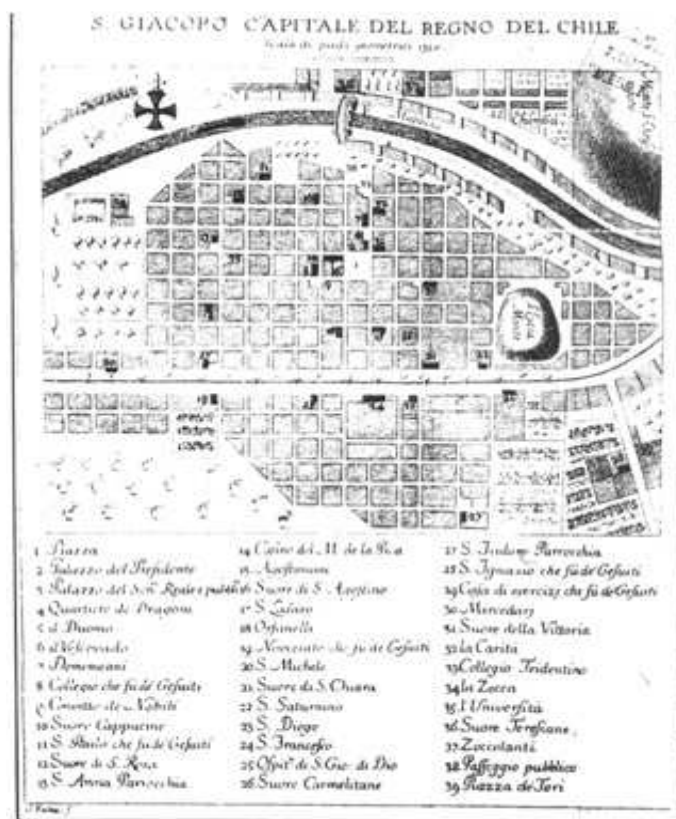 S. GIACOPO CAPITALE DEL REGNO DEL CHILE
Scala di piedi geometrici
1 Piazza
2 Palazzo del Presidente
3 Palazzo del
4 Quartiere de Dragoni
5 il Duomo
6 il Vescovado
7 Domenicani
8 Collegio che fu de' Gesuiti
9 Convitto de Nobili
10 Suore Cappucine
11 S. Paolo che fu de Gesuiti
12 Suore di S. Rosa
13 S. Anna Parrocchia
14 del M. de la
15 Agostiniani
16 Suore di S. Agostino
17 S. Lazaro
18 Orfanelli
19 Noviziato che fu de Gesuiti
20 S. Michele
21 Suore di S. Chiara
22 S. Saturnino
23 S. Diego
24 S. Francesco
25 Ospit. di S. Gio. di Dio
26 Suore Carmelitane
27 S. Isidoro Parrocchia
28 S. Ignazio che fu de' Gesuiti
29 Casa di esercizj che fu de Gesuiti
30 Mercedarj
31 Suore della Vittoria
32 la Carità
33 Collegio Tridentino
34 la Zecca
35 l'Università
36 Suore Teresiane
37 Zoccolanti
38 Passeggio pubblico
39 Piazza de Tori